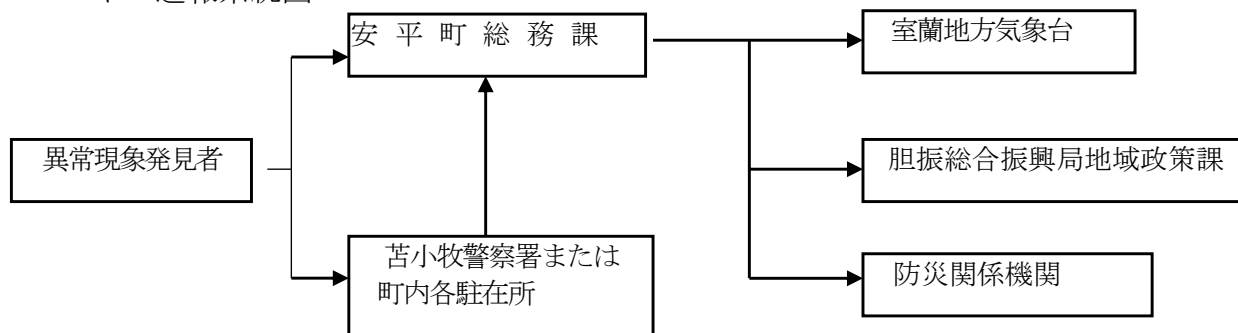 安平町総務課
室蘭地方気象台
異常現象発見者
胆振総合振興局地域政策課
苫小牧警察署または
町内各駐在所
防災関係機関